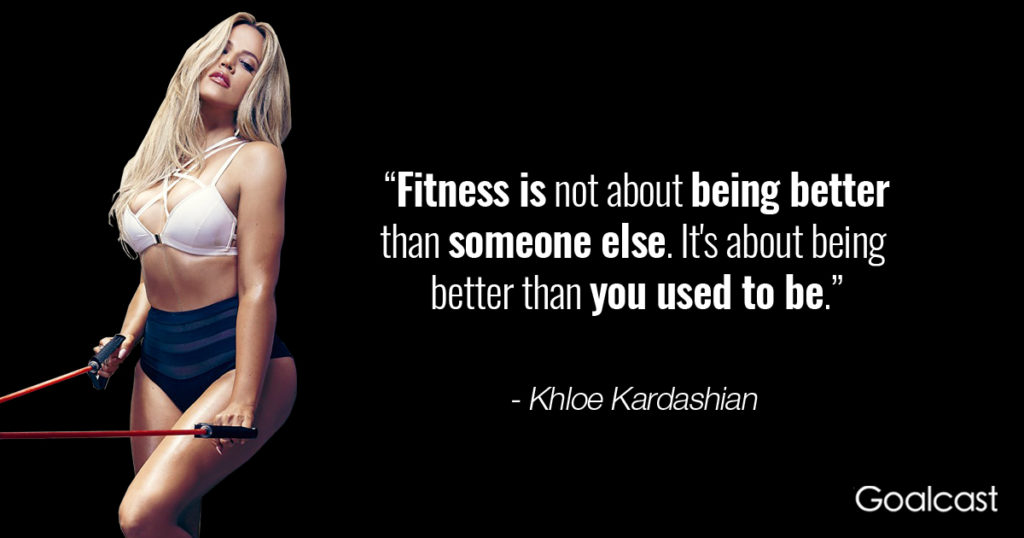 “Fitness is not about being better
than someone else. It's about being
better than you used to be.”
- Khloe Kardashian
Goalcast